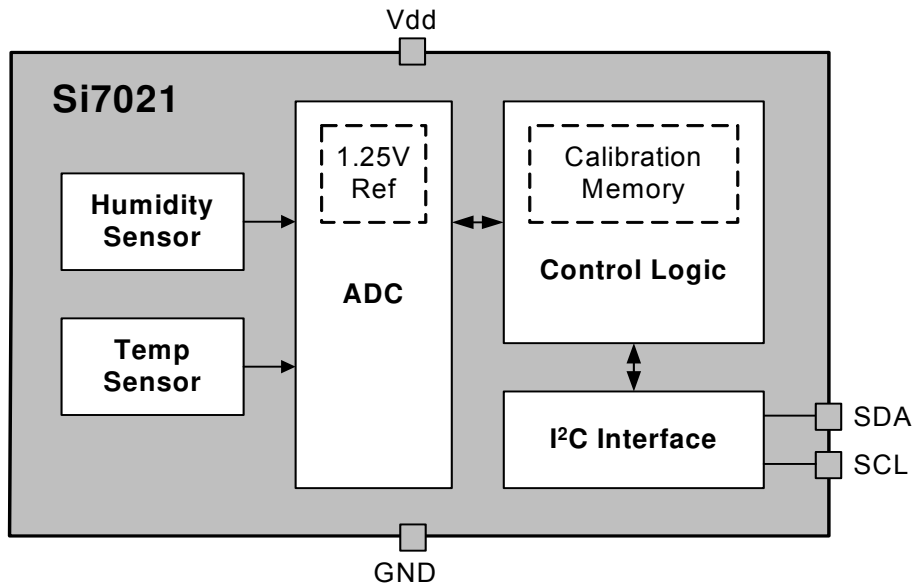 Vdd
Si7021
1.25V
Ref
Calibration
Memory
Humidity
Sensor
ADC
Control Logic
Temp
Sensor
I²C Interface
SDA
SCL
GND